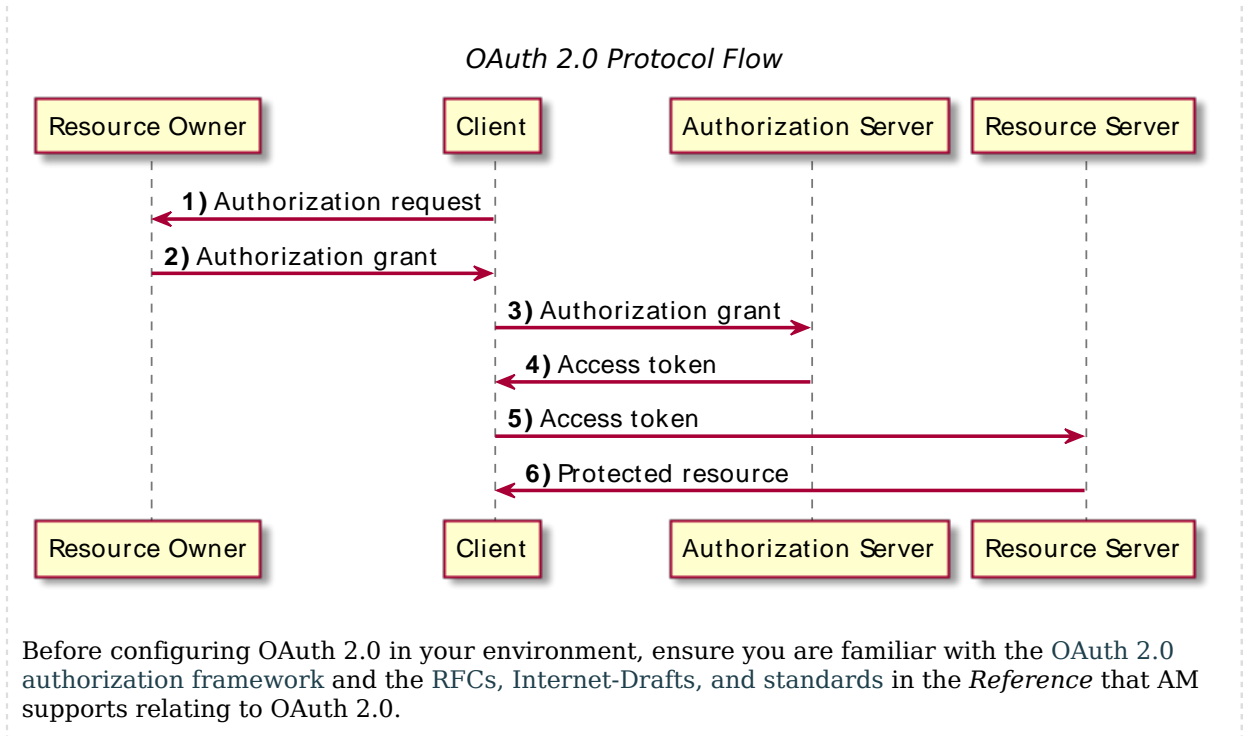 OAuth 2.0 Protocol Flow
Resource Owner
Client
Authorization Server
Resource Server
1) Authorization request
2) Authorization grant
3) Authorization grant
4) Access token
5) Access token
6) Protected resource
Resource Owner
Client
Authorization Server
Resource Server
Before configuring OAuth 2.0 in your environment, ensure you are familiar with the OAuth 2.0
authorization framework and the RFCs, Internet-Drafts, and standards in the Reference that AM
supports relating to OAuth 2.0.